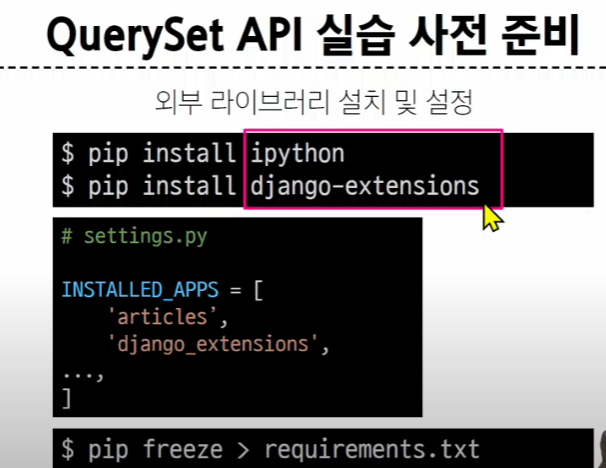 QuerySet API 실습 사전 준비
외부 라이브러리 설치 및 설정
$ pip install ipython
$ pip install django-extensions
# settings.py
INSTALLED_APPS = [
'articles’,
'django_extensions',
...,
]
$ pip freeze > requirements.txt